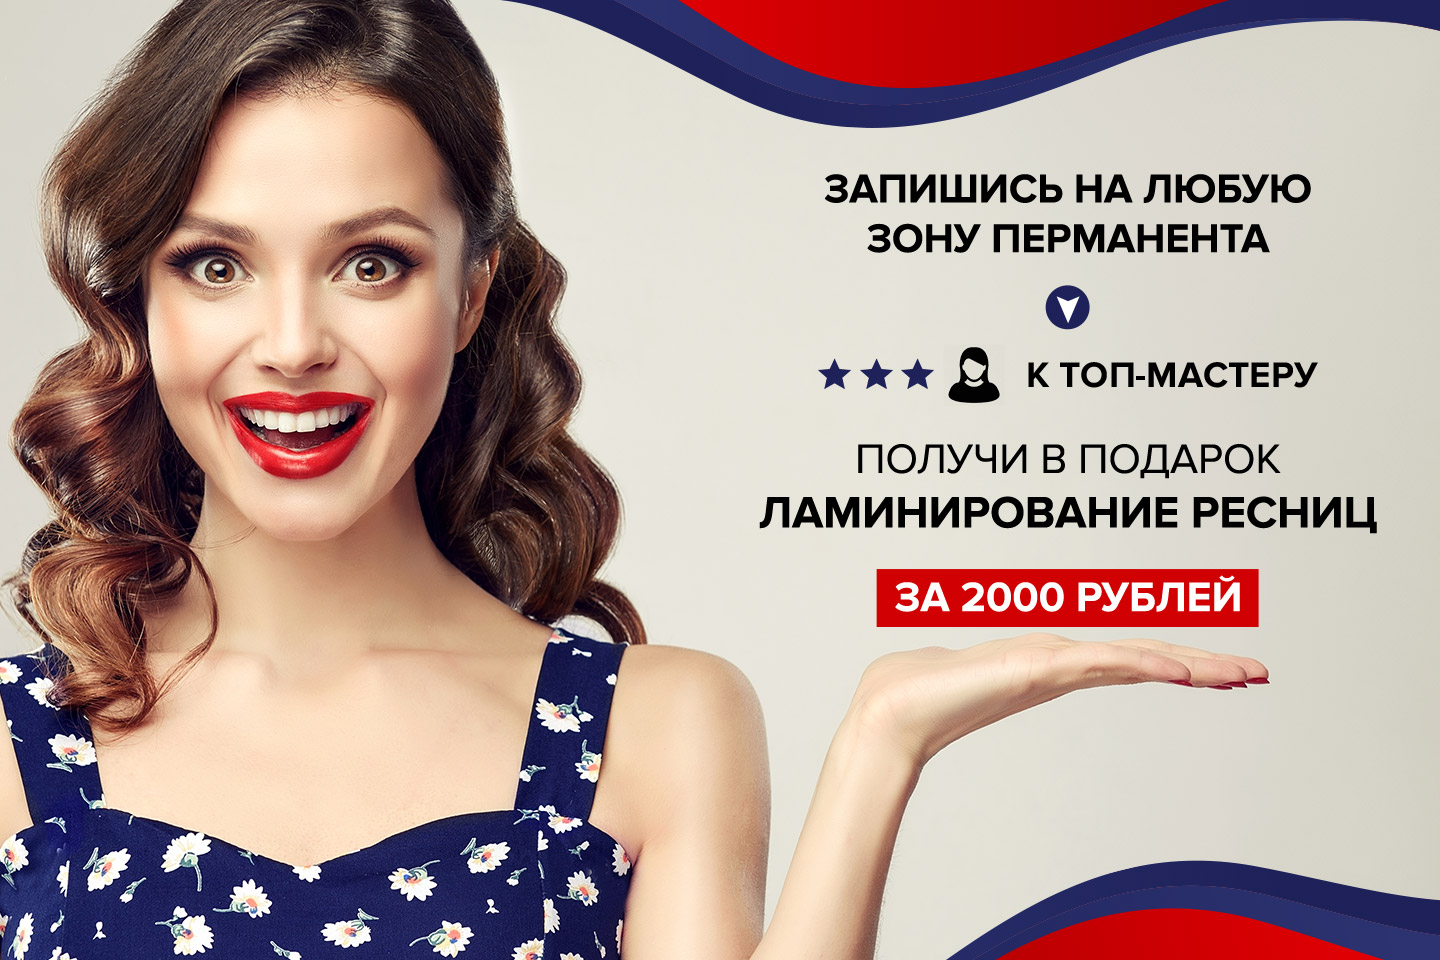 ЗАПИШИСЬ НА ЛЮБУЮ
ЗОНУ ПЕРМАНЕНТА
К ТОП-МАСТЕРУ
ПОЛУЧИ В ПОДАРОК
ЛАМИНИРОВАНИЕ РЕСНИЦ
ЗА 2000 РУБЛЕЙ